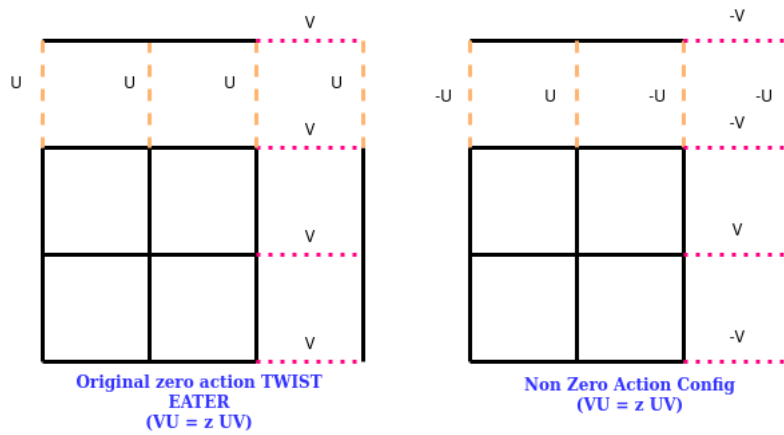 V
-V
U U U U
-U U -U -U
V
-V
V
V
V
-V
Original zero action TWIST
EATER
(VU = z UV)
Non Zero Action Config
(VU = z UV)